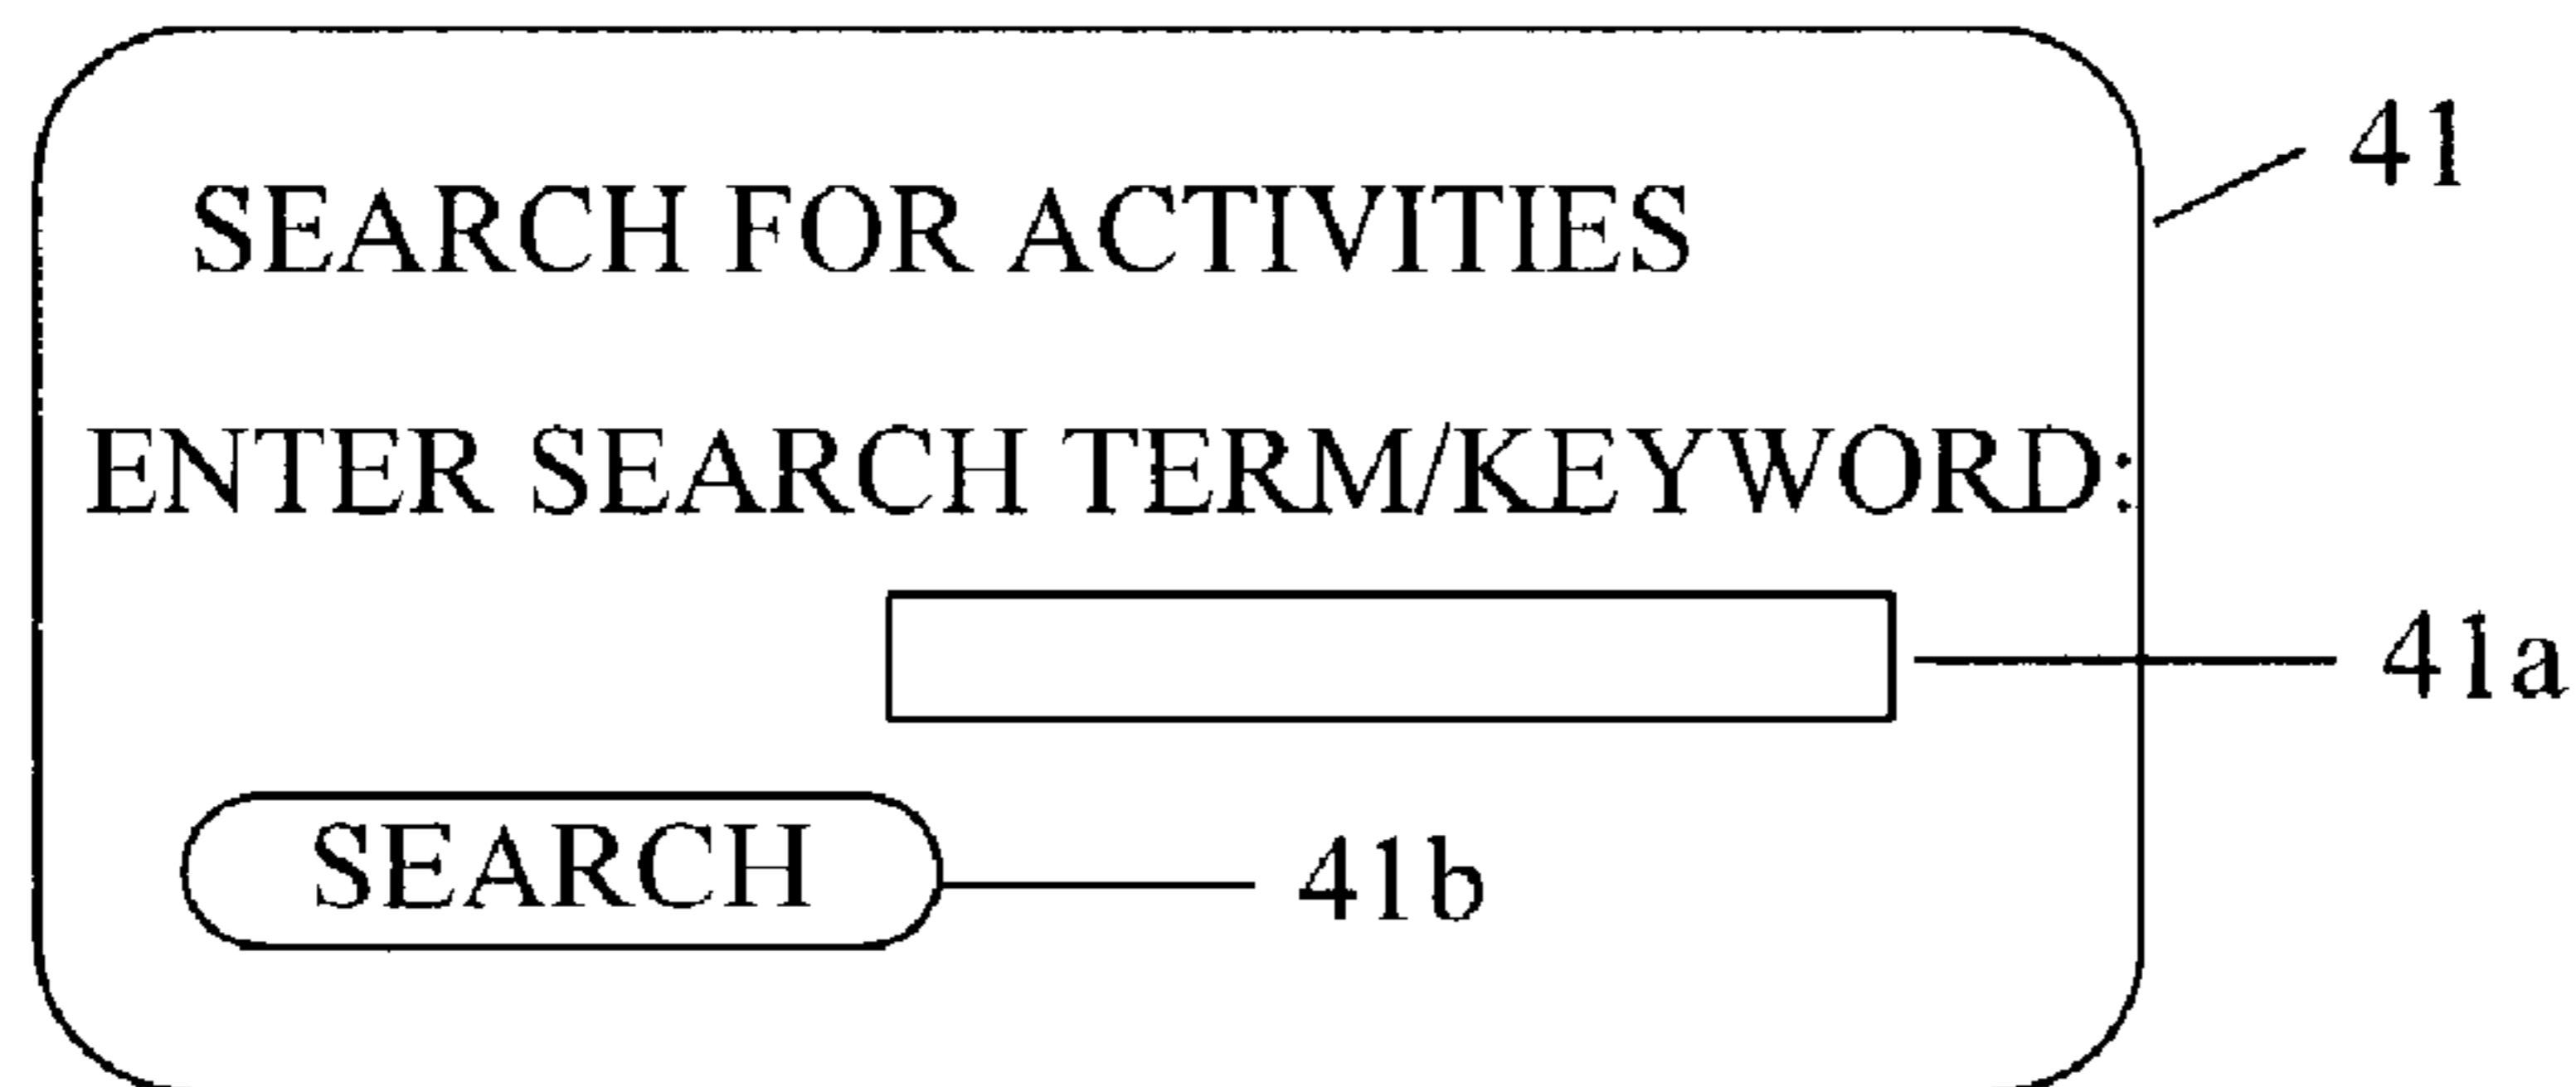 41
SEARCH FOR ACTIVITIES
ENTER SEARCH TERM/KEYWORD:
41a
SEARCH
41b